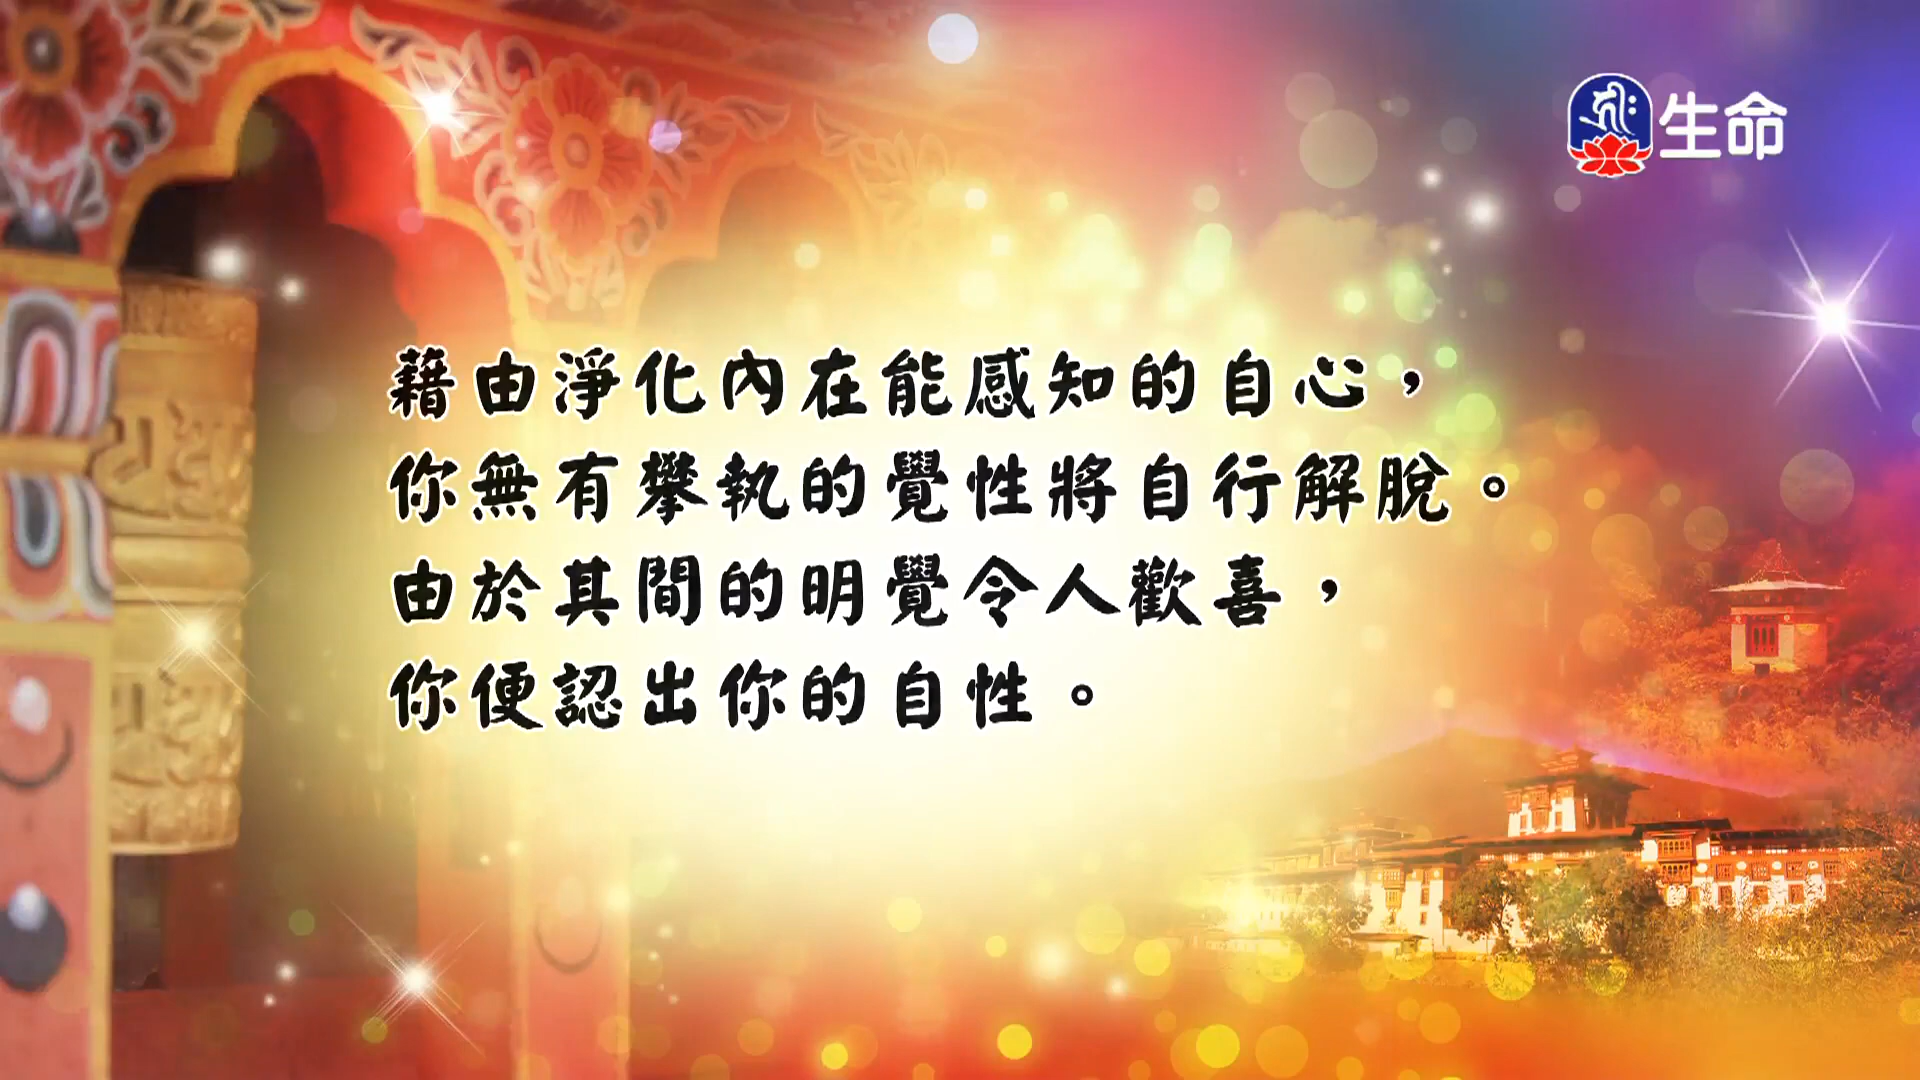 生命
藉由淨化內在能感知的自心，
你無有攀執的覺性將自行解脫。
由於其間的明覺令人歡喜，
你便認出你的自性。